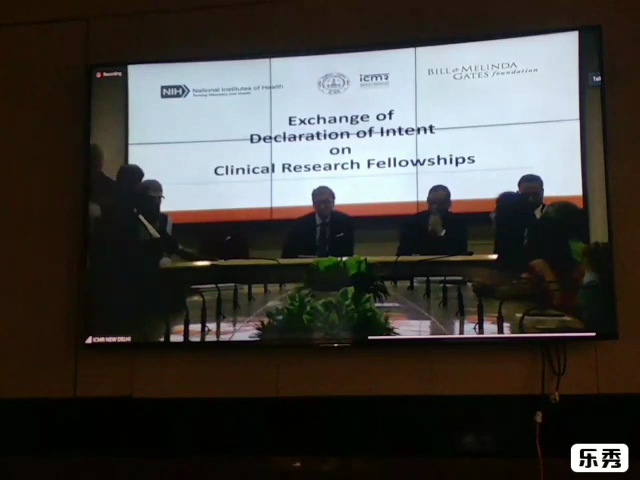 Recording
NIH National Institutes of Health
icmr
BILL & MELINDA
GATES foundation
Exchange of
Declaration of Intent
on
Clinical Research Fellowships
ICMR NEW DELHI
乐秀